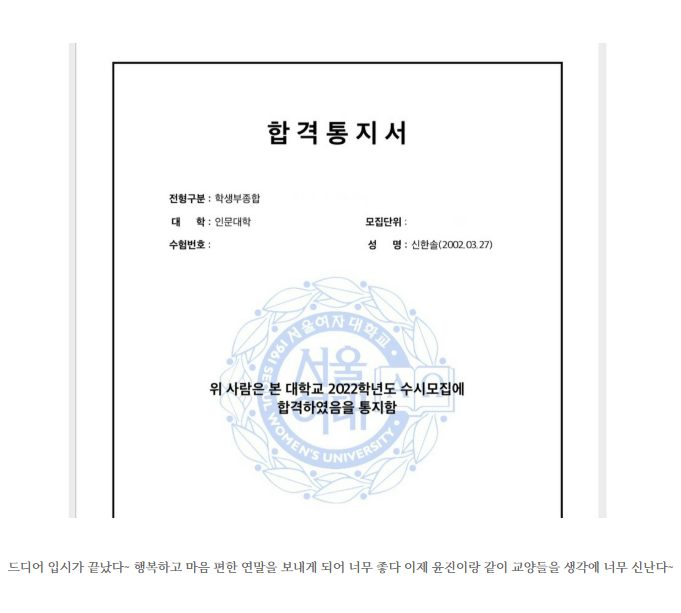 합격통지서
전형구분 : 학생부종합
대 학 : 인문대학 모집단위 :
수험번호 : 성 명 : 신한솔(2002.03.27)
서울여자대학교
1961
서울
여대
SEOUL WOMEN'S UNIVERSITY
위 사람은 본 대학교 2022학년도 수시모집에
합격하였음을 통지함
드디어 입시가 끝났다~ 행복하고 마음 편한 연말을 보내게 되어 너무 좋다 이제 윤진이랑 같이 교양들을 생각에 너무 신난다~